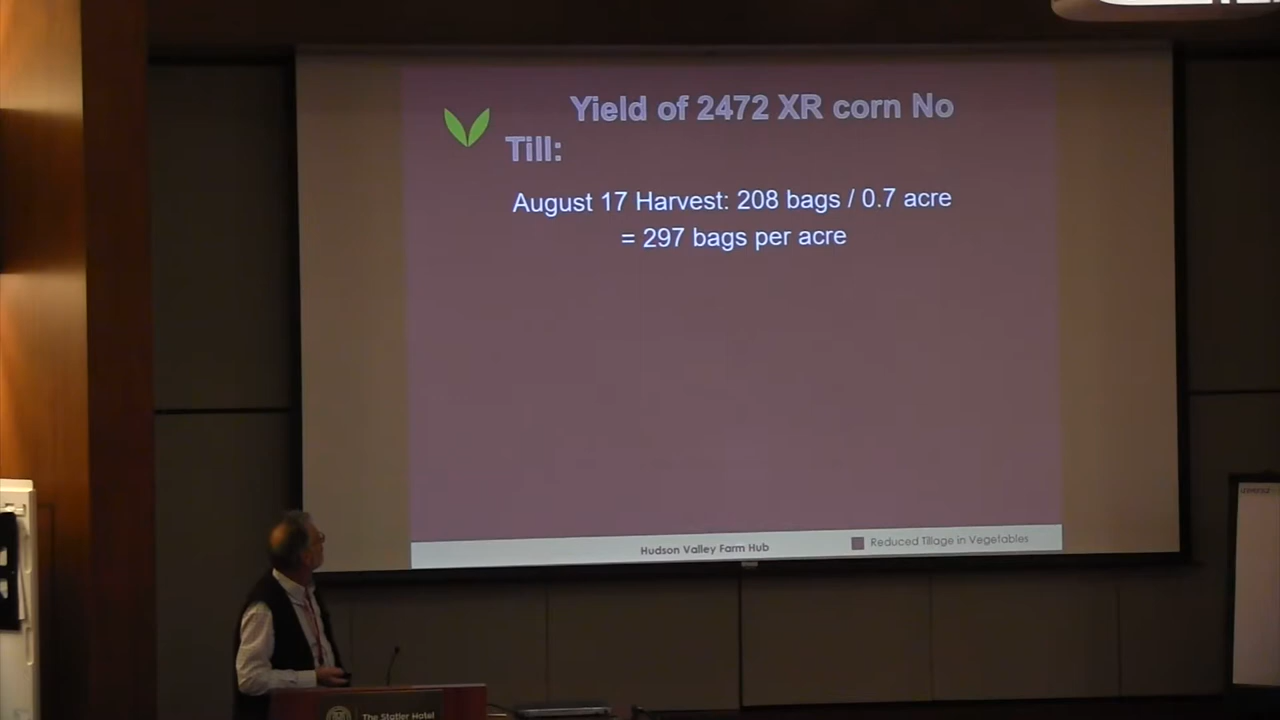 Yield of 2472 XR corn No
Till:
August 17 Harvest: 208 bags / 0.7 acre
= 297 bags per acre
Hudson Valley Farm Hub
Reduced Tillage in Vegetables
The Statler Hotel